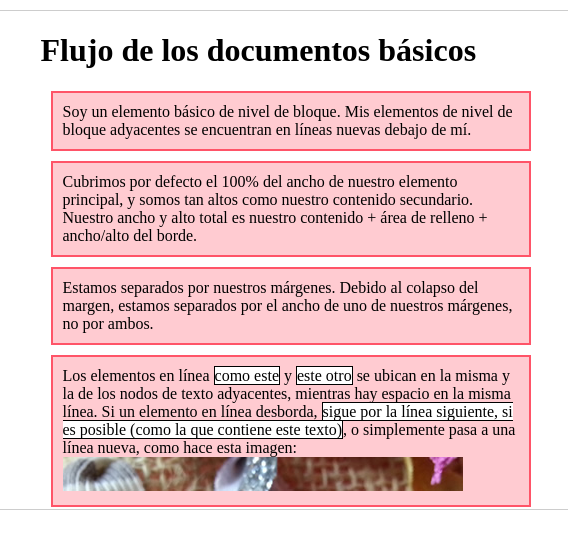 Flujo de los documentos básicos
Soy un elemento básico de nivel de bloque. Mis elementos de nivel de
bloque adyacentes se encuentran en líneas nuevas debajo de mí.
Cubrimos por defecto el 100% del ancho de nuestro elemento
principal, y somos tan altos como nuestro contenido secundario.
Nuestro ancho y alto total es nuestro contenido + área de relleno +
ancho/alto del borde.
Estamos separados por nuestros márgenes. Debido al colapso del
margen, estamos separados por el ancho de uno de nuestros márgenes,
no por ambos.
Los elementos en línea como este y este otro se ubican en la misma y
la de los nodos de texto adyacentes, mientras hay espacio en la misma
línea. Si un elemento en línea desborda, sigue por la línea siguiente, si
es posible (como la que contiene este texto), o simplemente pasa a una
línea nueva, como hace esta imagen: